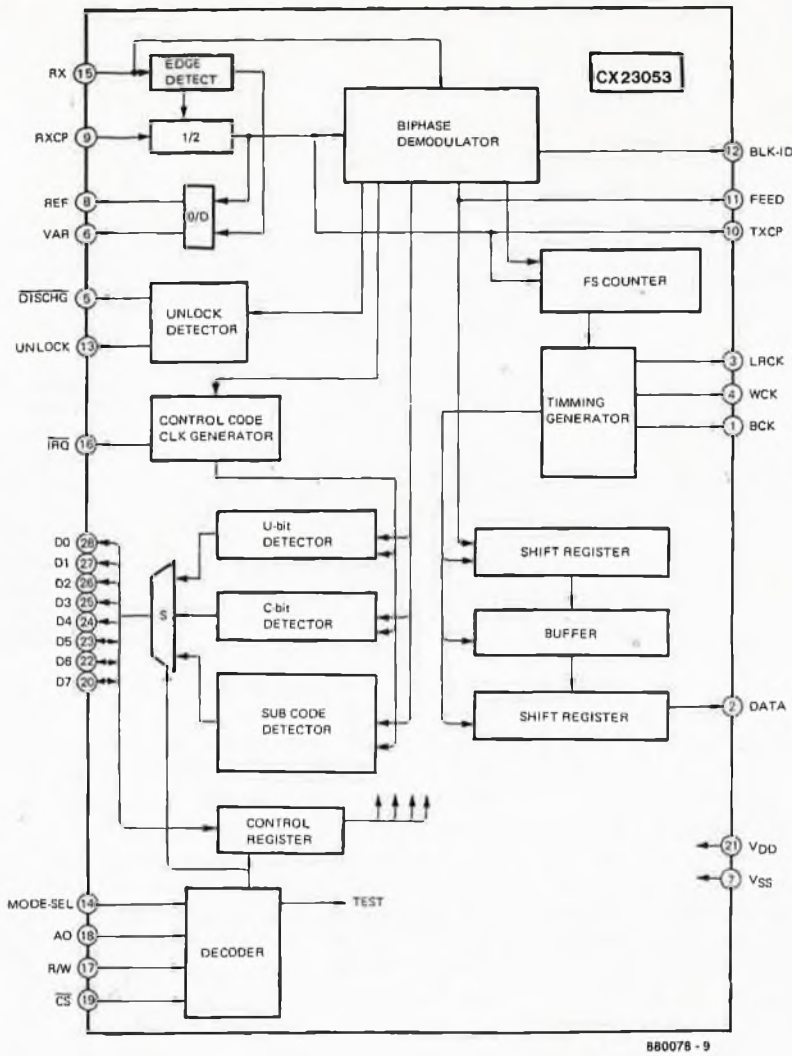 CX23053
RX 15
EDGE
DETECT
RXCP 9
1/2
BIPHASE
DEMODULATOR
12 BLK-ID
REF 8
0/D
11 FEED
VAR 6
10 TXCP
DISCHG 5
UNLOCK
DETECTOR
UNLOCK 13
FS COUNTER
3 LRCK
TIMMING
GENERATOR
4 WCK
1 BCK
CONTROL CODE
CLK GENERATOR
IRQ 16
U-bit
DETECTOR
D0 28
D1 27
D2 26
D3 25
D4 24
D5 23
D6 22
D7 20
S
C-bit
DETECTOR
SUB CODE
DETECTOR
SHIFT REGISTER
BUFFER
SHIFT REGISTER
2 DATA
CONTROL
REGISTER
21 VDD
7 VSS
MODE-SEL 14
TEST
AO 18
DECODER
R/W 17
CS 19
880078 - 9